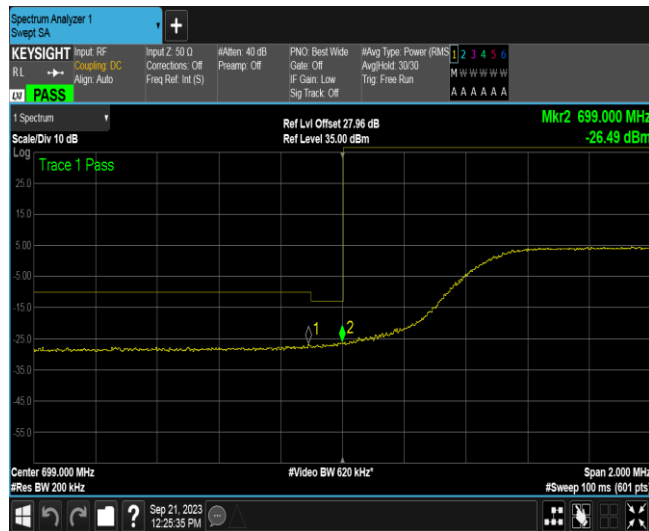 Spectrum Analyzer 1
Swept SA
+
KEYSIGHT
RL
LXI PASS
Input: RF
Coupling: DC
Align: Auto
Input Z: 50 Ω
Corrections: Off
Freq Ref: Int (S)
#Atten: 40 dB
Preamp: Off
PNO: Best Wide
Gate: Off
IF Gain: Low
Sig Track: Off
#Avg Type: Power (RMS
Avg|Hold: 30/30
Trig: Free Run
1 2 3 4 5 6
M W W W W W
A A A A A A
1 Spectrum
Scale/Div 10 dB
Ref Lvl Offset 27.96 dB
Ref Level 35.00 dBm
Mkr2 699.000 MHz
-26.49 dBm
Log
Trace 1 Pass
25.0
15.0
5.00
-5.00
-15.0
-25.0
-35.0
-45.0
-55.0
1
2
Center 699.000 MHz
#Res BW 200 kHz
#Video BW 620 kHz*
Span 2.000 MHz
#Sweep 100 ms (601 pts)
?
Sep 21, 2023
12:25:35 PM